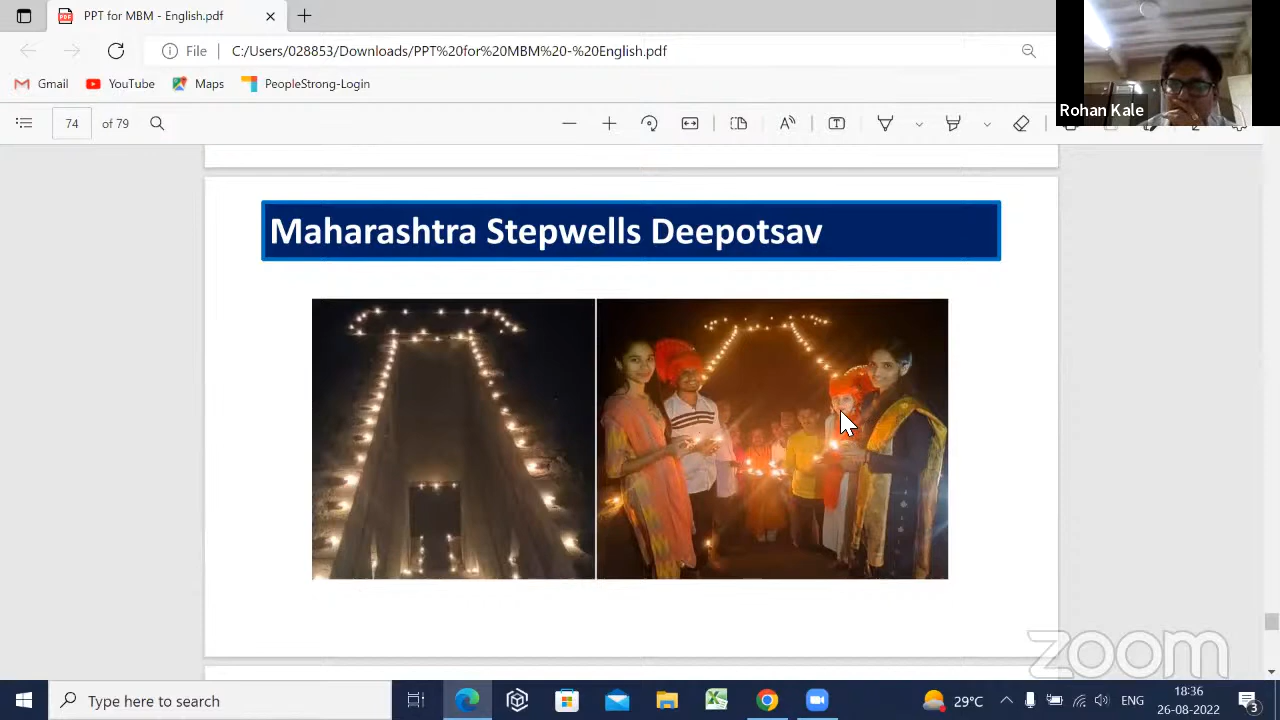 PPT for MBM - English.pdf
File
C:/Users/028853/Downloads/PPT%20for%20MBM%20-%20English.pdf
Gmail
YouTube
Maps
PeopleStrong-Login
Rohan Kale
74
of 79
Maharashtra Stepwells Deepotsav
zoom
Type here to search
29°C
ENG
18:36
26-08-2022
3